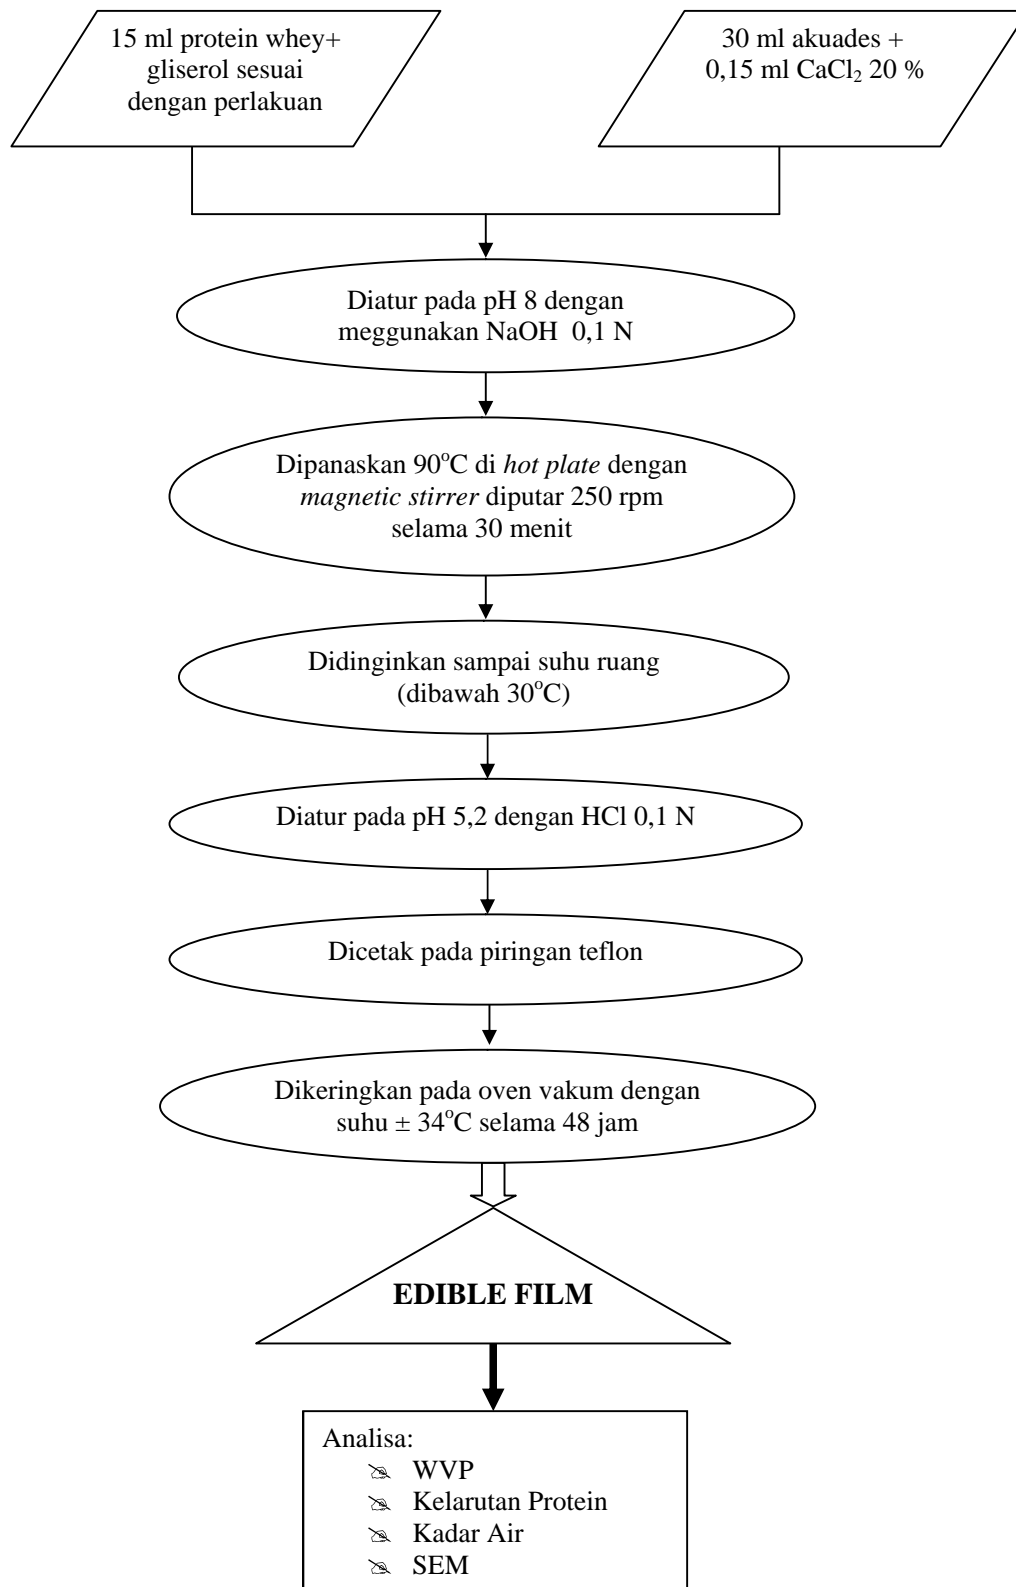 15 ml protein whey+
gliserol sesuai
dengan perlakuan
30 ml akuades +
0,15 ml CaCl₂ 20 %
Diatur pada pH 8 dengan
meggunakan NaOH 0,1 N
Dipanaskan 90°C di hot plate dengan
magnetic stirrer diputar 250 rpm
selama 30 menit
Didinginkan sampai suhu ruang
(dibawah 30°C)
Diatur pada pH 5,2 dengan HCl 0,1 N
Dicetak pada piringan teflon
Dikeringkan pada oven vakum dengan
suhu ± 34°C selama 48 jam
EDIBLE FILM
Analisa:
WVP
Kelarutan Protein
Kadar Air
SEM